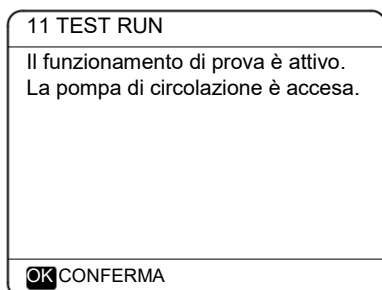 11 TEST RUN
Il funzionamento di prova è attivo.
La pompa di circolazione è accesa.
OK CONFERMA